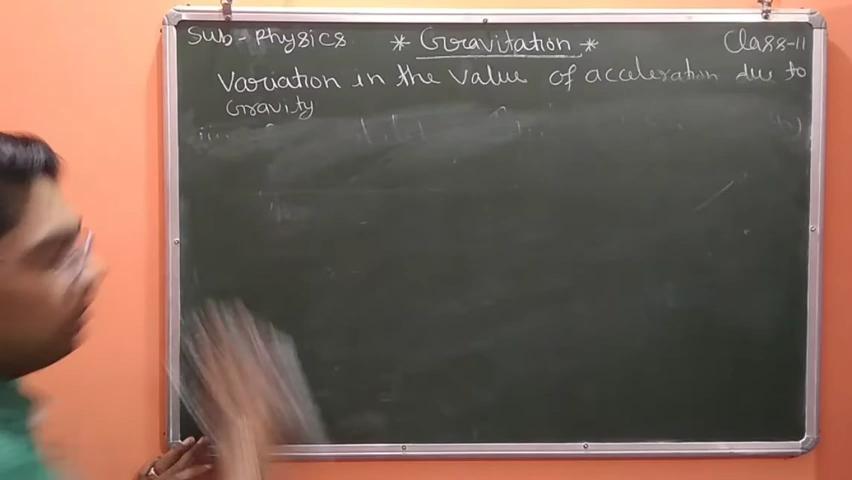 Sub - Physics * Gravitation * Class-11
Variation in the value of acceleration due to
Gravity